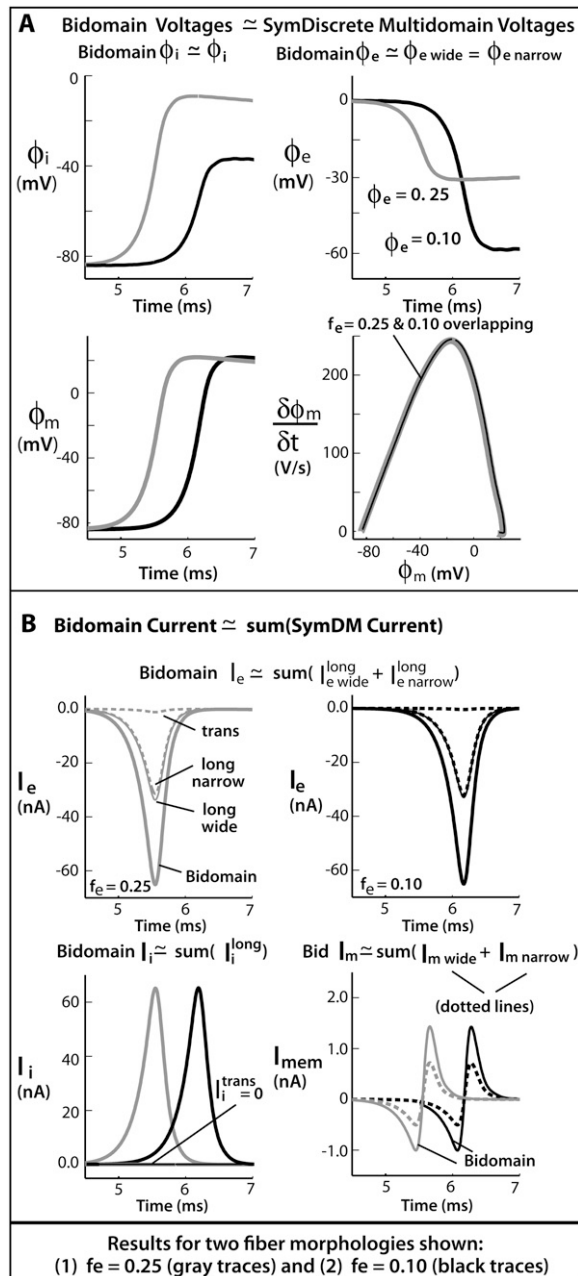 A Bidomain Voltages ≃ SymDiscrete Multidomain Voltages
Bidomain ϕi ≃ ϕi
Bidomain ϕe ≃ ϕe wide = ϕe narrow
0
-40
-80
ϕi
(mV)
5 6 7
Time (ms)
0
-30
-60
ϕe
(mV)
ϕe = 0.25
ϕe = 0.10
5 6 7
Time (ms)
0
-40
-80
ϕm
(mV)
5 6 7
Time (ms)
fe = 0.25 & 0.10 overlapping
200
100
0
δϕm
δt
(V/s)
-80 -40 0
ϕm (mV)
B Bidomain Current ≃ sum(SymDM Current)
Bidomain Ie ≃ sum( Ie wide long + Ie narrow long )
0.0
-20
-40
-60
Ie
(nA)
trans
long
narrow
long
wide
Bidomain
fe = 0.25
5 6 7
Time (ms)
0.0
-20
-40
-60
Ie
(nA)
fe = 0.10
5 6 7
Time (ms)
Bidomain Ii ≃ sum( Ii long )
60
40
20
0.0
Ii
(nA)
Ii trans = 0
5 6 7
Time (ms)
Bid Im ≃ sum( Im wide + Im narrow )
(dotted lines)
1.0
0
-1.0
Imem
(nA)
Bidomain
5 6 7
Time (ms)
Results for two fiber morphologies shown:
(1) fe = 0.25 (gray traces) and (2) fe = 0.10 (black traces)